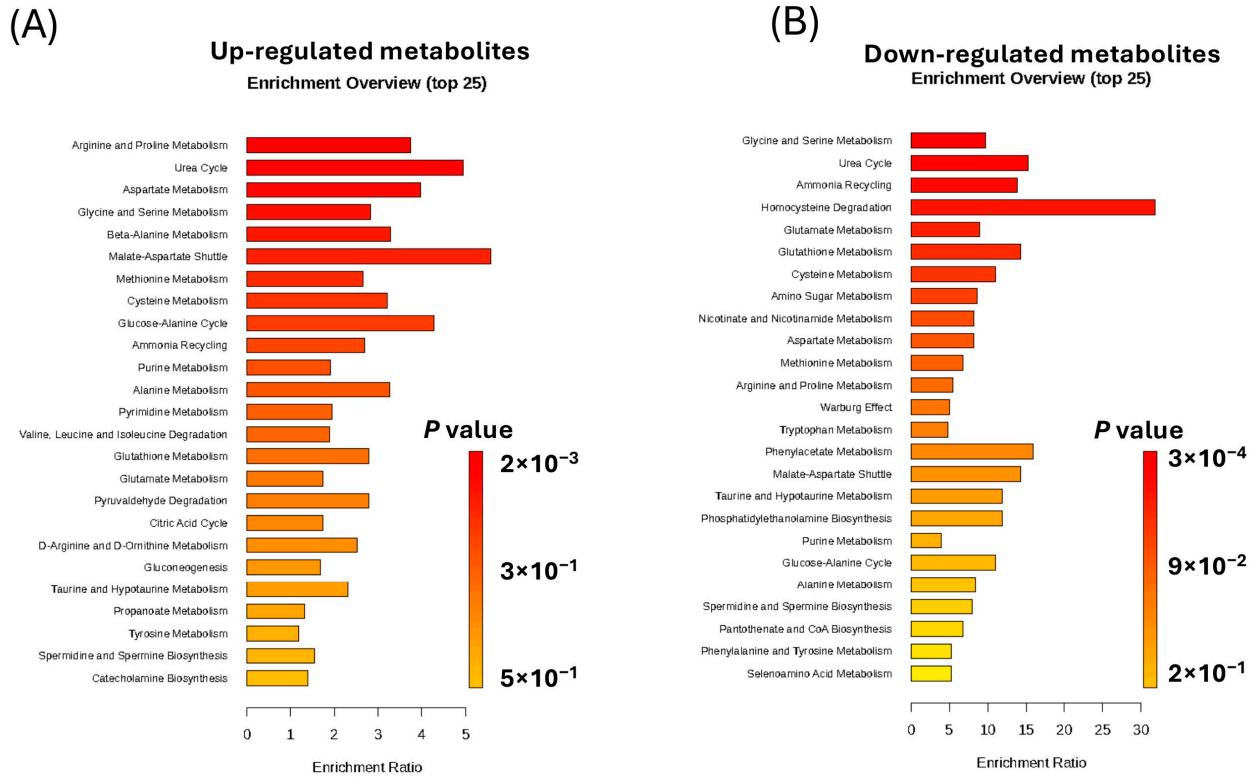 (A)
Up-regulated metabolites
Enrichment Overview (top 25)
Arginine and Proline Metabolism
Urea Cycle
Aspartate Metabolism
Glycine and Serine Metabolism
Beta-Alanine Metabolism
Malate-Aspartate Shuttle
Methionine Metabolism
Cysteine Metabolism
Glucose-Alanine Cycle
Ammonia Recycling
Purine Metabolism
Alanine Metabolism
Pyrimidine Metabolism
Valine, Leucine and Isoleucine Degradation
Glutathione Metabolism
Glutamate Metabolism
Pyruvaldehyde Degradation
Citric Acid Cycle
D-Arginine and D-Ornithine Metabolism
Gluconeogenesis
Taurine and Hypotaurine Metabolism
Propanoate Metabolism
Tyrosine Metabolism
Spermidine and Spermine Biosynthesis
Catecholamine Biosynthesis
P value
2×10⁻³
3×10⁻¹
5×10⁻¹
0 1 2 3 4 5
Enrichment Ratio
(B)
Down-regulated metabolites
Enrichment Overview (top 25)
Glycine and Serine Metabolism
Urea Cycle
Ammonia Recycling
Homocysteine Degradation
Glutamate Metabolism
Glutathione Metabolism
Cysteine Metabolism
Amino Sugar Metabolism
Nicotinate and Nicotinamide Metabolism
Aspartate Metabolism
Methionine Metabolism
Arginine and Proline Metabolism
Warburg Effect
Tryptophan Metabolism
Phenylacetate Metabolism
Malate-Aspartate Shuttle
Taurine and Hypotaurine Metabolism
Phosphatidylethanolamine Biosynthesis
Purine Metabolism
Glucose-Alanine Cycle
Alanine Metabolism
Spermidine and Spermine Biosynthesis
Pantothenate and CoA Biosynthesis
Phenylalanine and Tyrosine Metabolism
Selenoamino Acid Metabolism
P value
3×10⁻⁴
9×10⁻²
2×10⁻¹
0 5 10 15 20 25 30
Enrichment Ratio